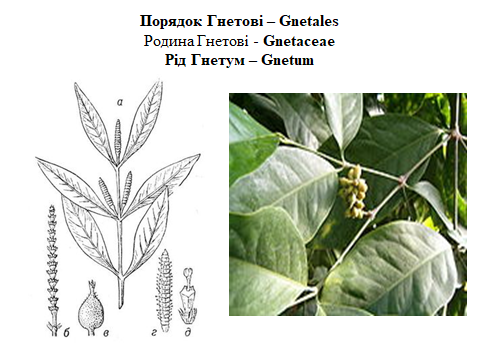 Порядок Гнетові – Gnetales
Родина Гнетові - Gnetaceae
Рід Гнетум – Gnetum
а
б в г д